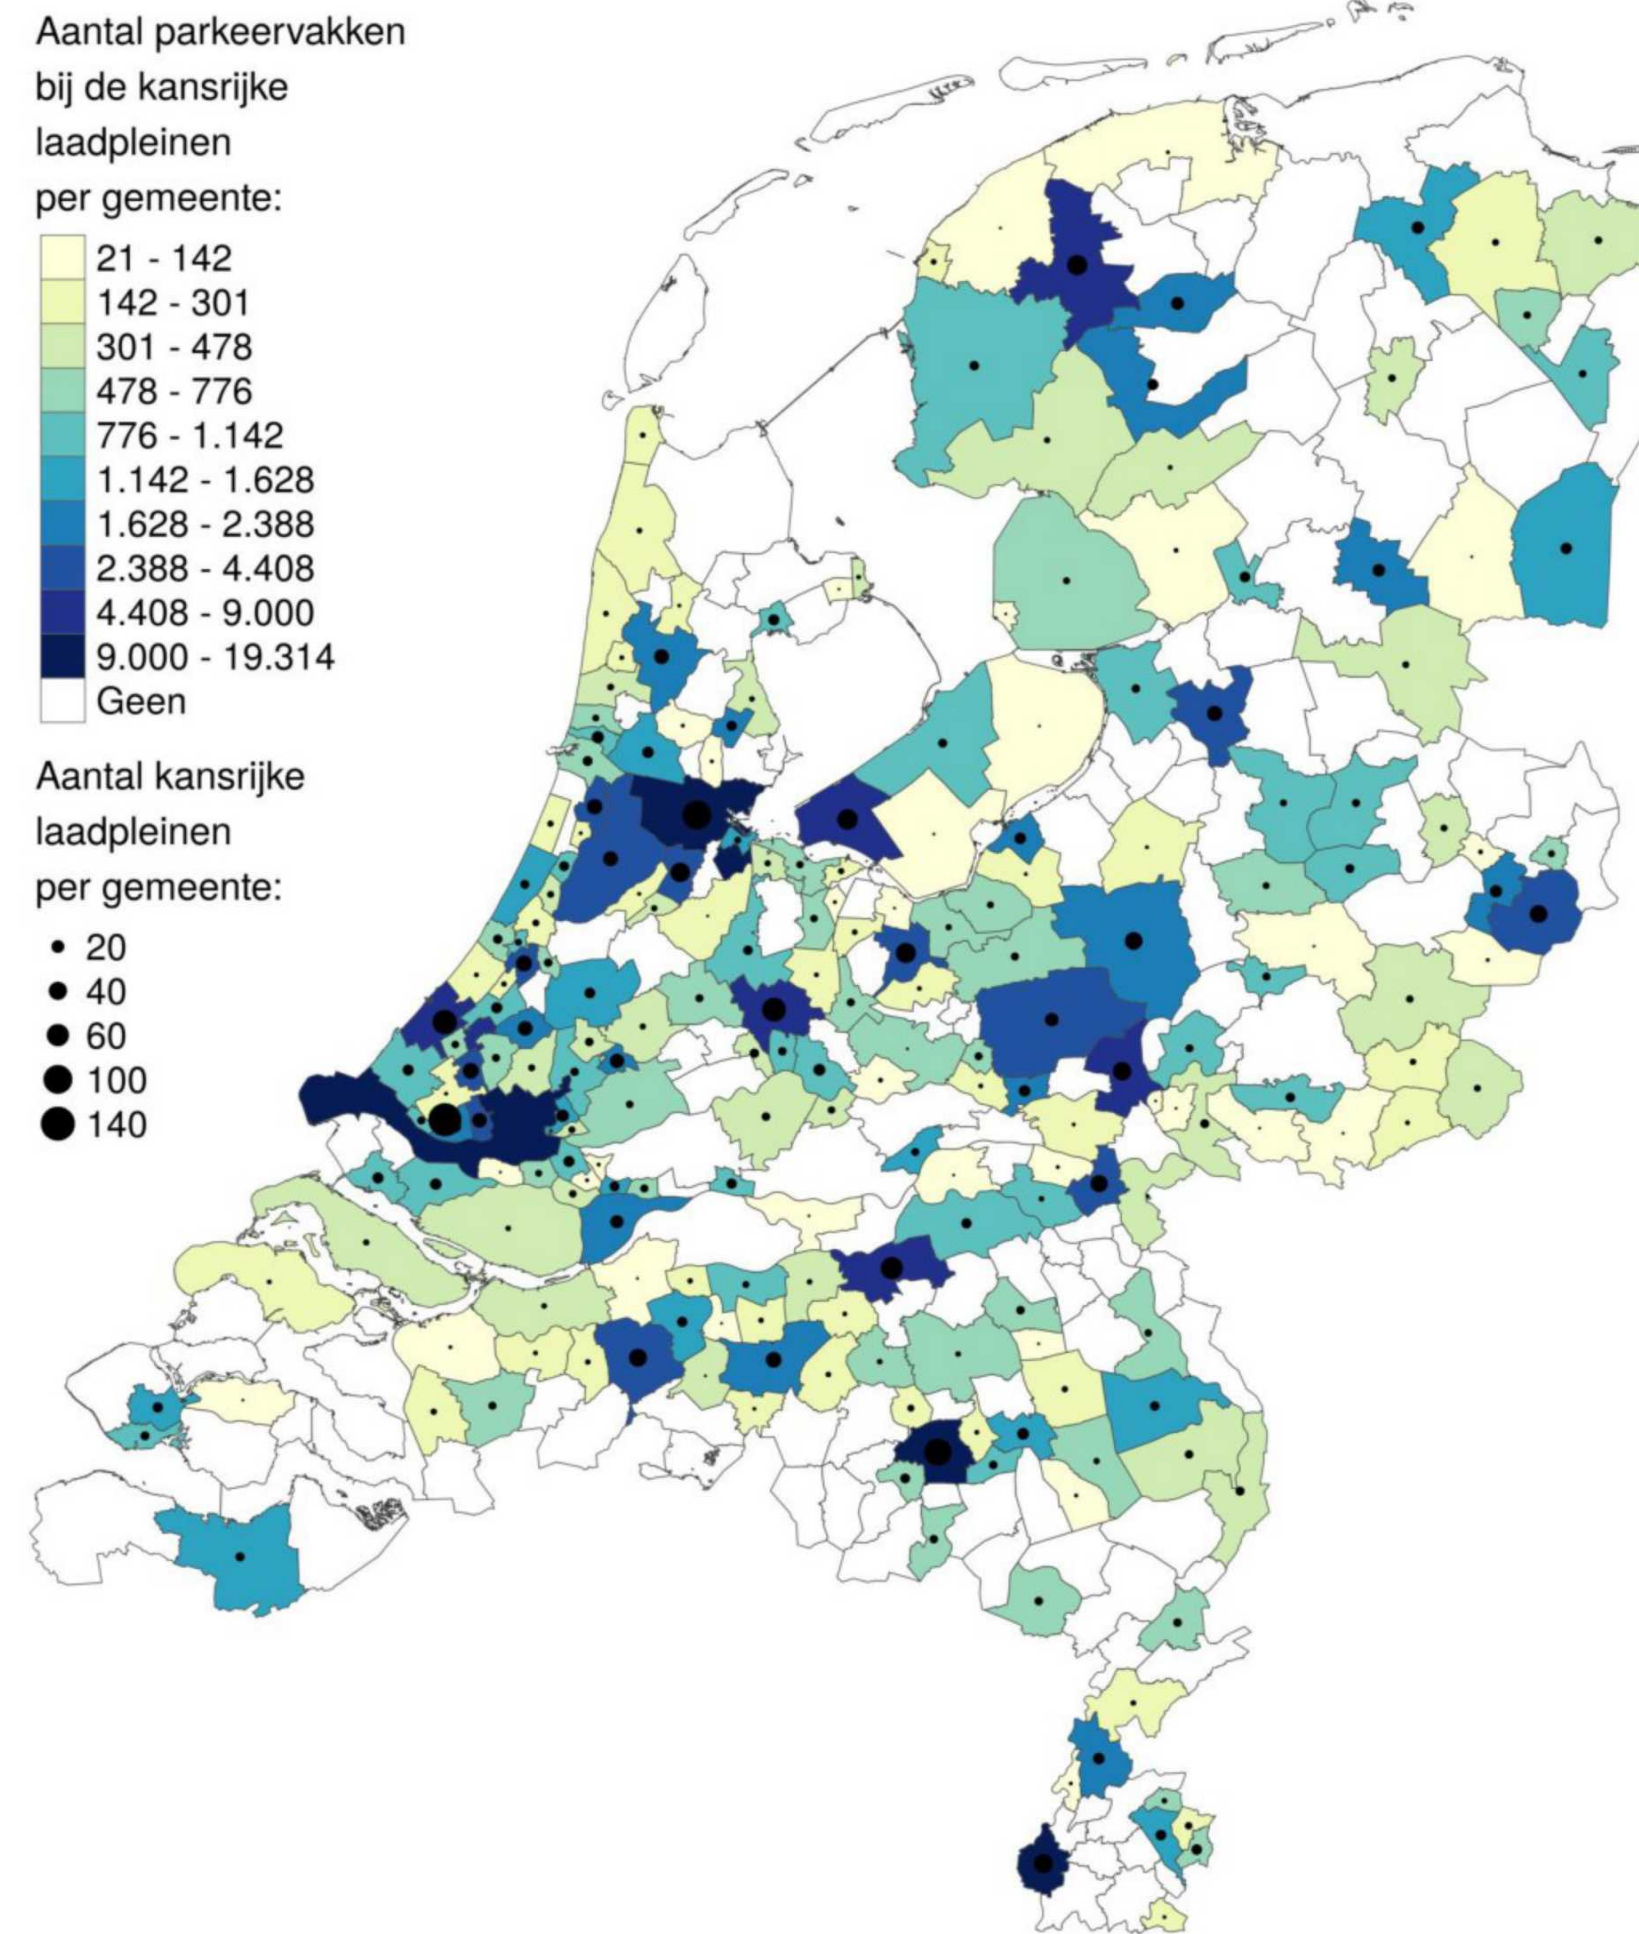 Aantal parkeervakken
bij de kansrijke
laadpleinen
per gemeente:
21 - 142
142 - 301
301 - 478
478 - 776
776 - 1.142
1.142 - 1.628
1.628 - 2.388
2.388 - 4.408
4.408 - 9.000
9.000 - 19.314
Geen
Aantal kansrijke
laadpleinen
per gemeente:
20
40
60
100
140